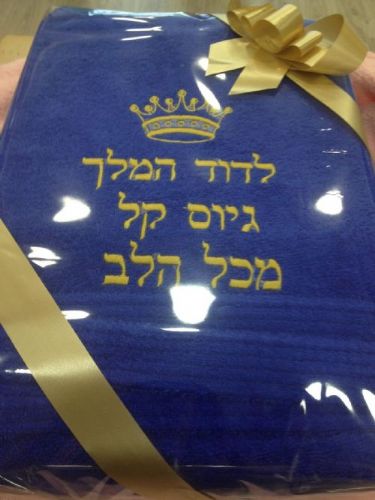 לדוד המלך
גיוס קל
מכל הלב